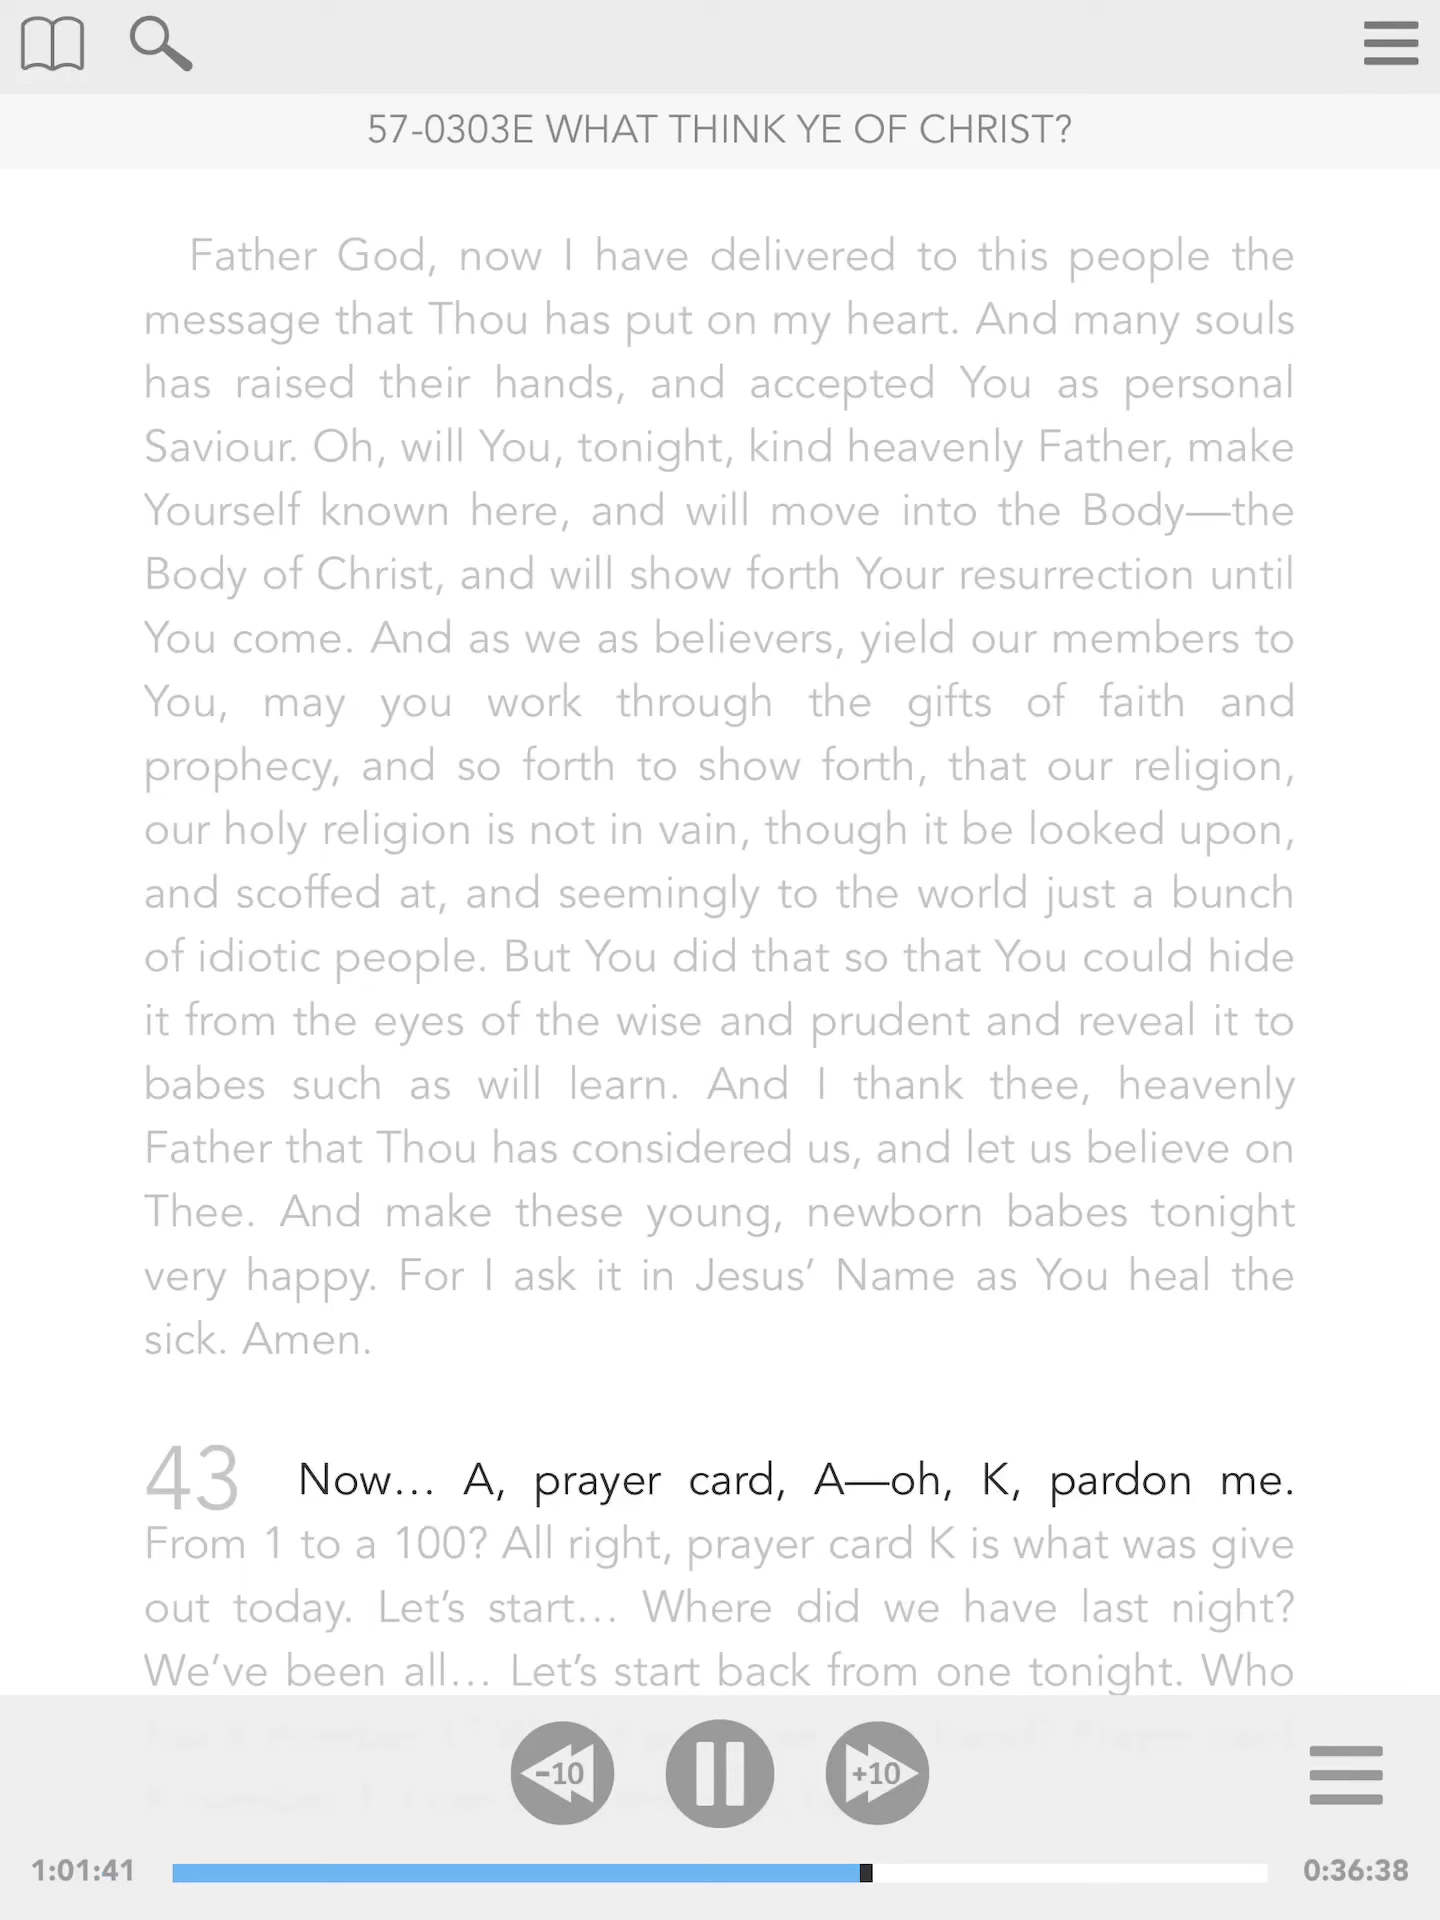 57-0303E WHAT THINK YE OF CHRIST?
Father God, now I have delivered to this people the
message that Thou has put on my heart. And many souls
has raised their hands, and accepted You as personal
Saviour. Oh, will You, tonight, kind heavenly Father, make
Yourself known here, and will move into the Body—the
Body of Christ, and will show forth Your resurrection until
You come. And as we as believers, yield our members to
You, may you work through the gifts of faith and
prophecy, and so forth to show forth, that our religion,
our holy religion is not in vain, though it be looked upon,
and scoffed at, and seemingly to the world just a bunch
of idiotic people. But You did that so that You could hide
it from the eyes of the wise and prudent and reveal it to
babes such as will learn. And I thank thee, heavenly
Father that Thou has considered us, and let us believe on
Thee. And make these young, newborn babes tonight
very happy. For I ask it in Jesus’ Name as You heal the
sick. Amen.
43 Now… A, prayer card, A—oh, K, pardon me.
From 1 to a 100? All right, prayer card K is what was give
out today. Let’s start… Where did we have last night?
We’ve been all… Let’s start back from one tonight. Who
-10 +10
1:01:41 0:36:38